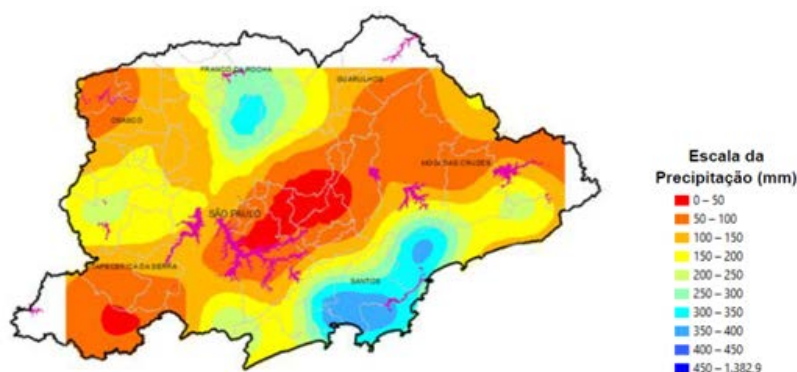 FRANCO DA ROCHA
GUARULHOS
OSASCO
MOGI DAS CRUZES
SÃO PAULO
ITAPECERICA DA SERRA
SANTOS
Escala da
Precipitação (mm)
0 – 50
50 – 100
100 – 150
150 – 200
200 – 250
250 – 300
300 – 350
350 – 400
400 – 450
450 – 1.382.9